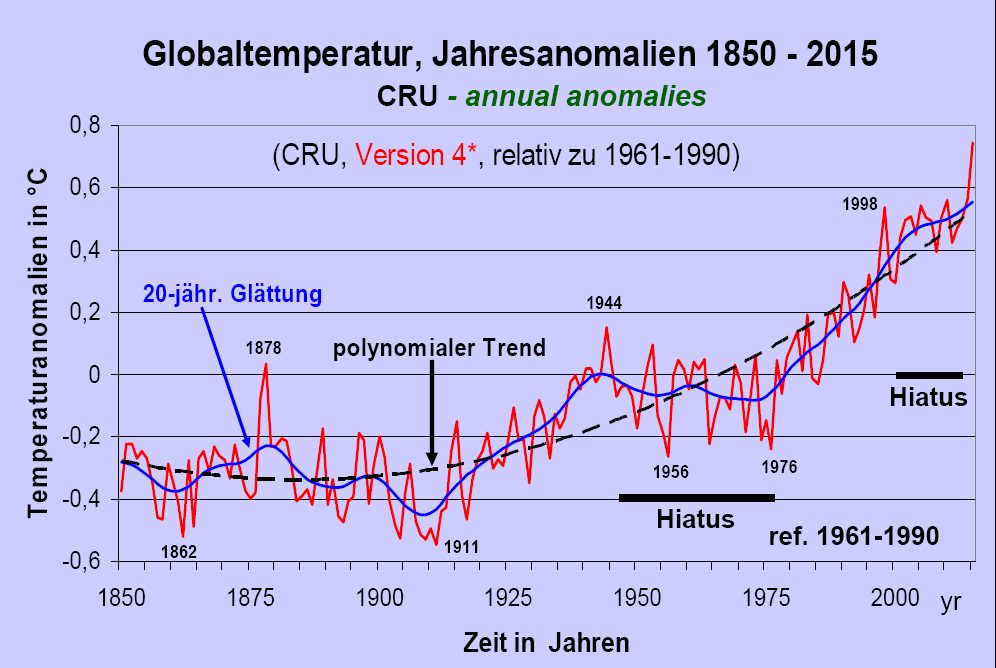 Globaltemperatur, Jahresanomalien 1850 - 2015
CRU - annual anomalies
(CRU, Version 4*, relativ zu 1961-1990)
Temperaturanomalien in °C
0,8
0,6
0,4
0,2
0
-0,2
-0,4
-0,6
1998
20-jähr. Glättung
1944
1878
polynomialer Trend
Hiatus
1862
1911
1956
1976
Hiatus
ref. 1961-1990
1850 1875 1900 1925 1950 1975 2000 yr
Zeit in Jahren